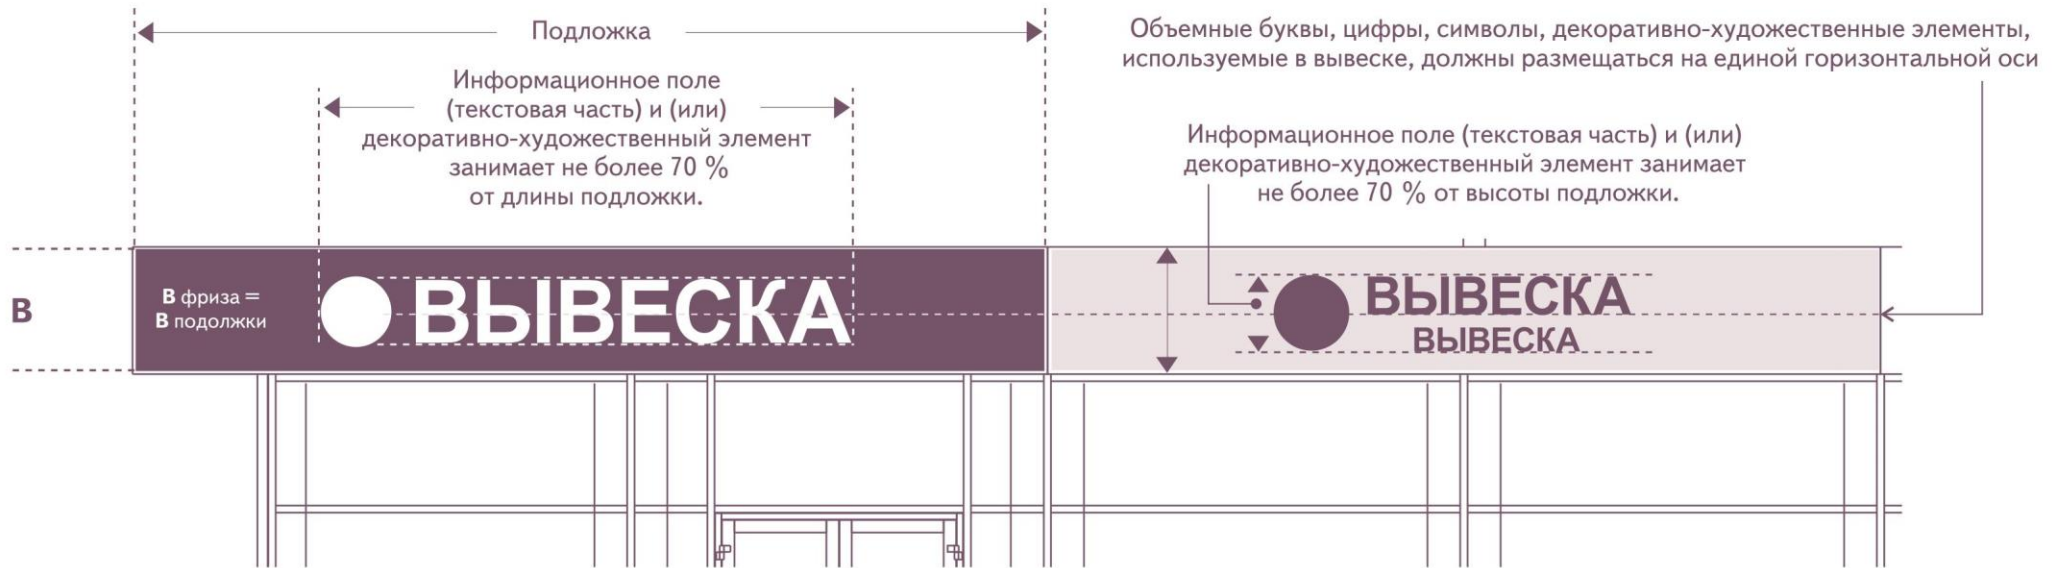 Подложка
Информационное поле
(текстовая часть) и (или)
декоративно-художественный элемент
занимает не более 70 %
от длины подложки.
Объемные буквы, цифры, символы, декоративно-художественные элементы,
используемые в вывеске, должны размещаться на единой горизонтальной оси
Информационное поле (текстовая часть) и (или)
декоративно-художественный элемент занимает
не более 70 % от высоты подложки.
В
В фриза =
В подолжки
ВЫВЕСКА
ВЫВЕСКА
ВЫВЕСКА